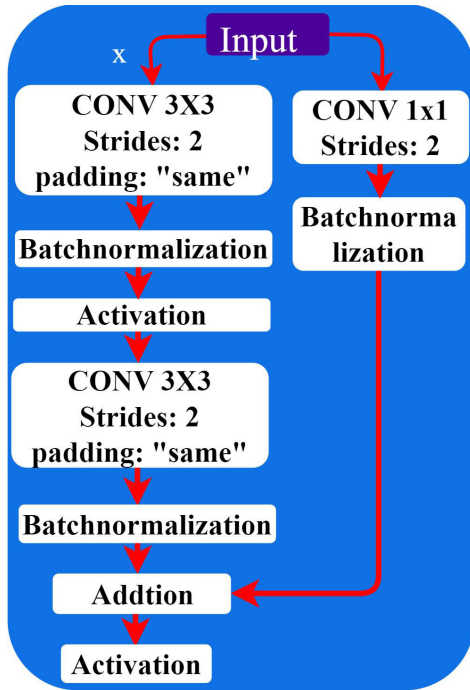 Input
x
CONV 3X3
Strides: 2
padding: "same"
Batchnormalization
Activation
CONV 3X3
Strides: 2
padding: "same"
Batchnormalization
Addtion
Activation
CONV 1x1
Strides: 2
Batchnorma
lization